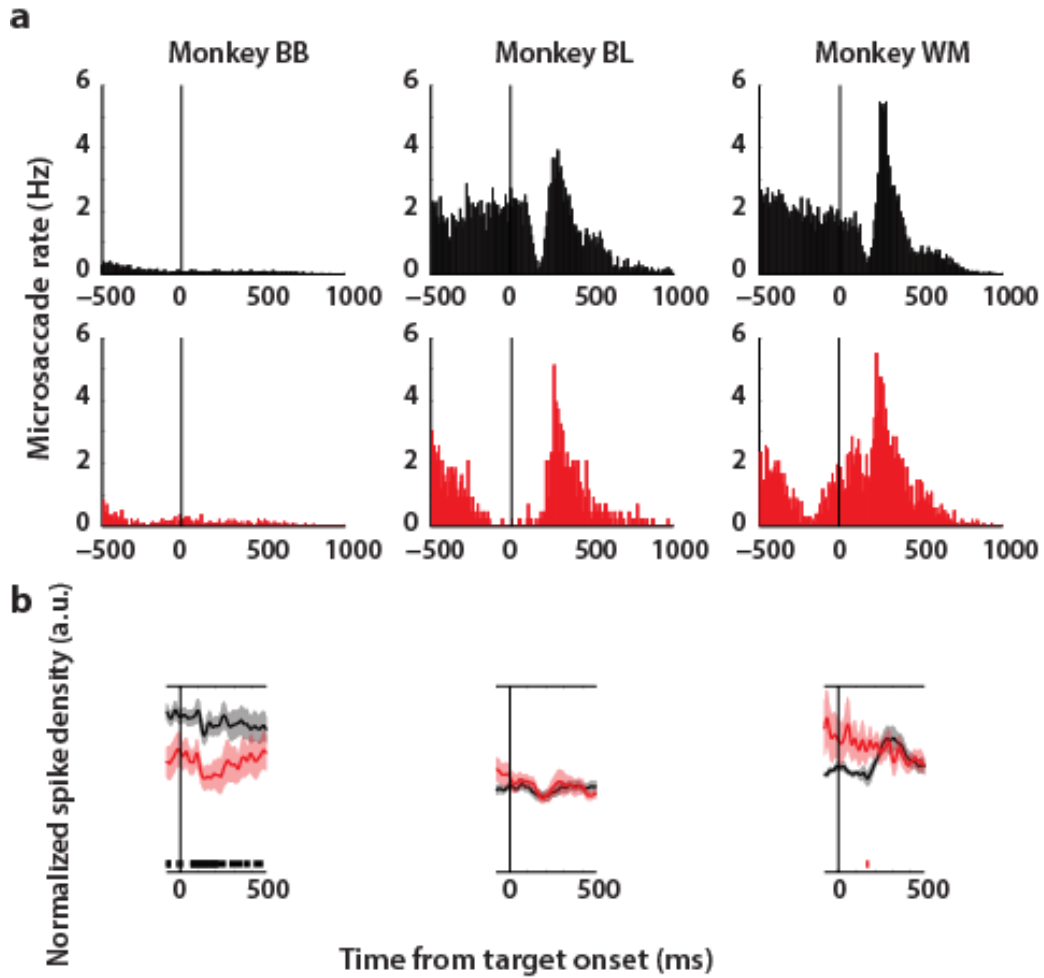 a
Monkey BB Monkey BL Monkey WM
Microsaccade rate (Hz)
6 6 6
4 4 4
2 2 2
0 0 0
−500 0 500 1000 −500 0 500 1000 −500 0 500 1000
6 6 6
4 4 4
2 2 2
0 0 0
−500 0 500 1000 −500 0 500 1000 −500 0 500 1000
b
Normalized spike density (a.u.)
0 500 0 500 0 500
Time from target onset (ms)